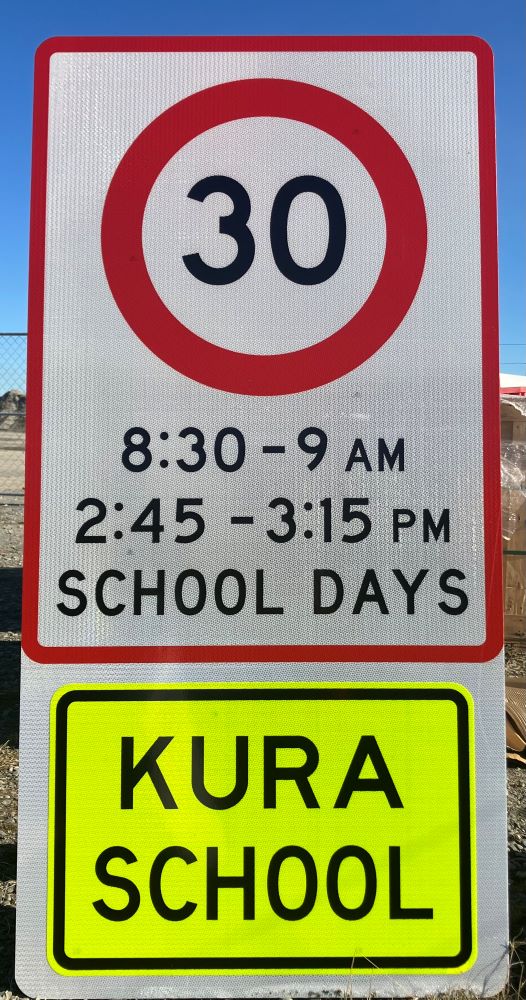 30
8:30 - 9 AM
2:45 - 3:15 PM
SCHOOL DAYS
KURA
SCHOOL